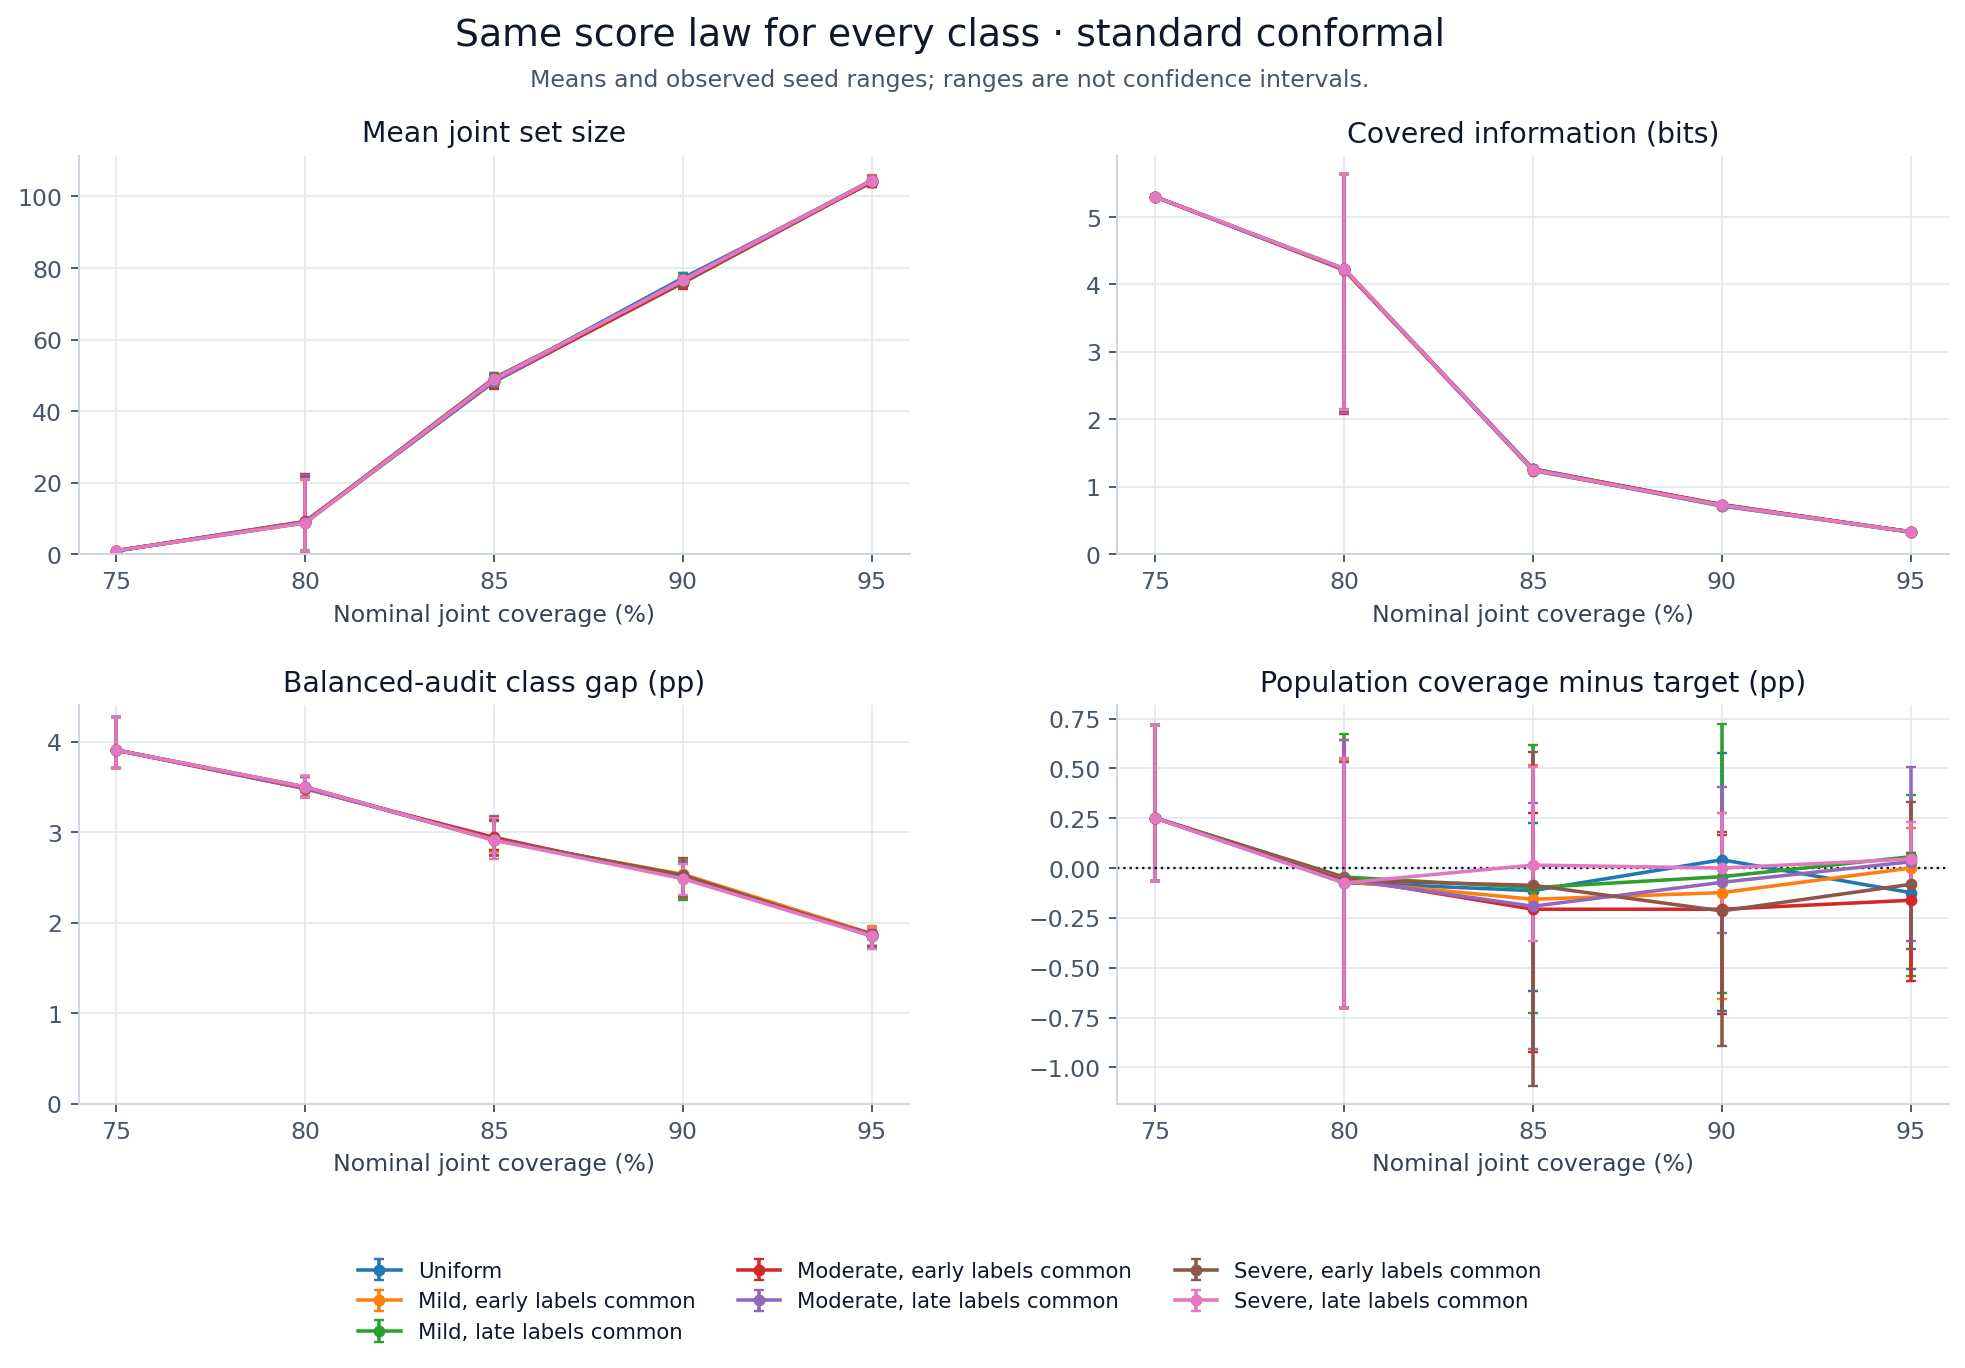 Same score law for every class · standard conformal
Means and observed seed ranges; ranges are not confidence intervals.
Mean joint set size
100
80
60
40
20
0
75 80 85 90 95
Nominal joint coverage (%)
Covered information (bits)
5
4
3
2
1
0
75 80 85 90 95
Nominal joint coverage (%)
Balanced-audit class gap (pp)
4
3
2
1
0
75 80 85 90 95
Nominal joint coverage (%)
Population coverage minus target (pp)
0.75
0.50
0.25
0.00
−0.25
−0.50
−0.75
−1.00
75 80 85 90 95
Nominal joint coverage (%)
Uniform
Mild, early labels common
Mild, late labels common
Moderate, early labels common
Moderate, late labels common
Severe, early labels common
Severe, late labels common